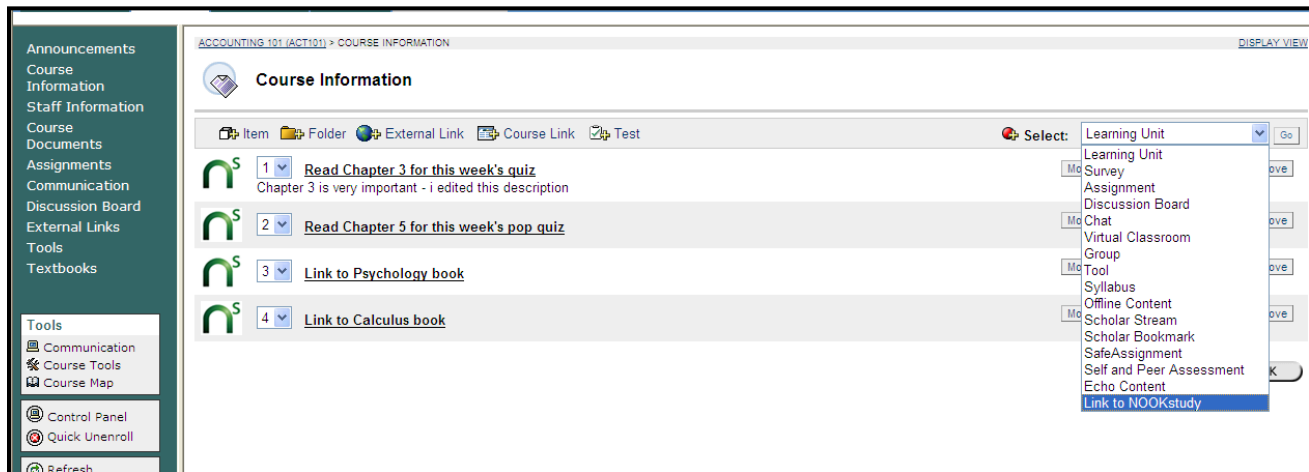 Announcements
Course
Information
Staff Information
Course
Documents
Assignments
Communication
Discussion Board
External Links
Tools
Textbooks
Tools
Communication
Course Tools
Course Map
Control Panel
Quick Unenroll
Refresh
ACCOUNTING 101 (ACT101) > COURSE INFORMATION
DISPLAY VIEW
Course Information
Item Folder External Link Course Link Test
Select: Learning Unit Go
nS 1 Read Chapter 3 for this week's quiz
Chapter 3 is very important - i edited this description
nS 2 Read Chapter 5 for this week's pop quiz
nS 3 Link to Psychology book
nS 4 Link to Calculus book
Learning Unit
Survey
Assignment
Discussion Board
Chat
Virtual Classroom
Group
Tool
Syllabus
Offline Content
Scholar Stream
Scholar Bookmark
SafeAssignment
Self and Peer Assessment
Echo Content
Link to NOOKstudy